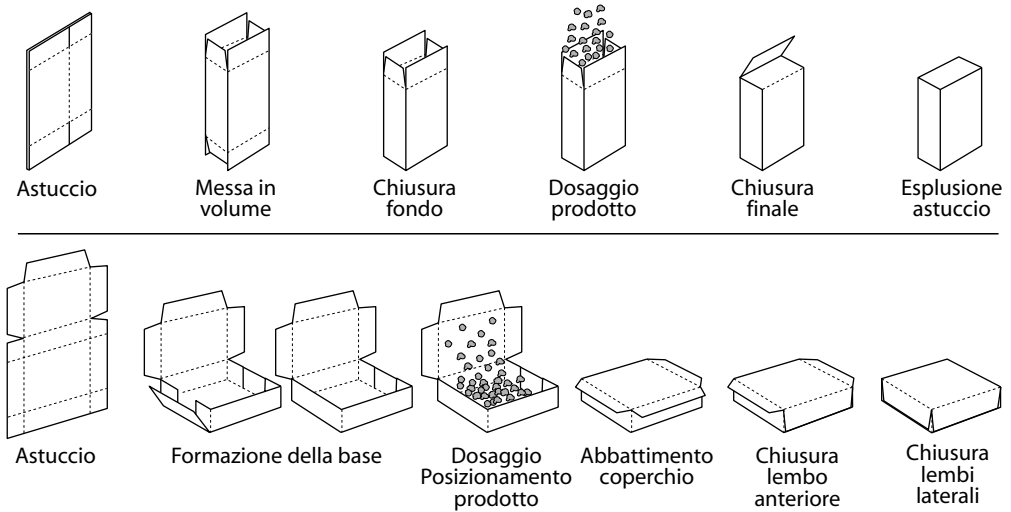 Astuccio
Messa in
volume
Chiusura
fondo
Dosaggio
prodotto
Chiusura
finale
Esplusione
astuccio
Astuccio
Formazione della base
Dosaggio
Posizionamento
prodotto
Abbattimento
coperchio
Chiusura
lembo
anteriore
Chiusura
lembi
laterali